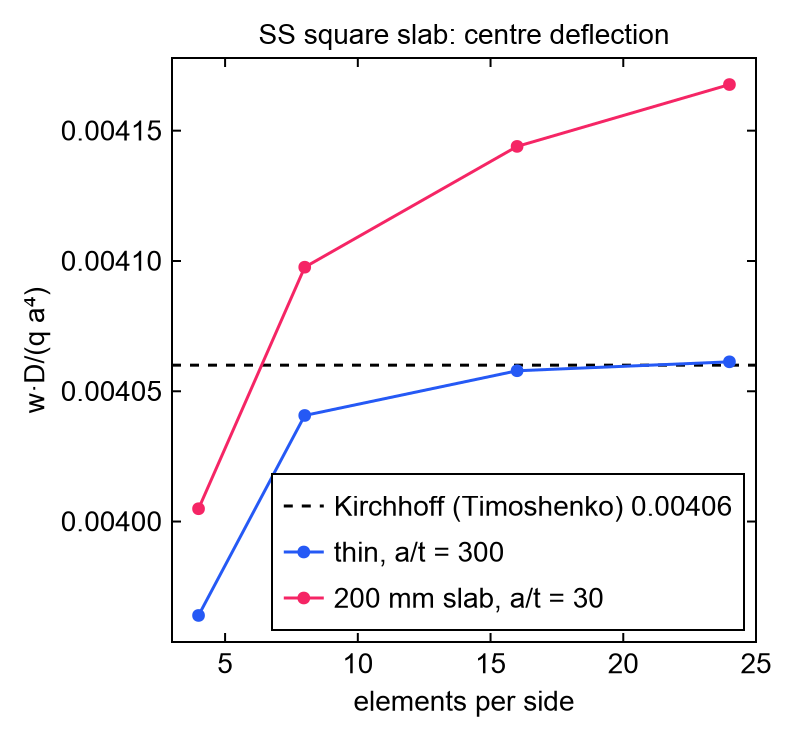 SS square slab: centre deflection
w·D/(q a⁴)
0.00415
0.00410
0.00405
0.00400
Kirchhoff (Timoshenko) 0.00406
thin, a/t = 300
200 mm slab, a/t = 30
5 10 15 20 25
elements per side